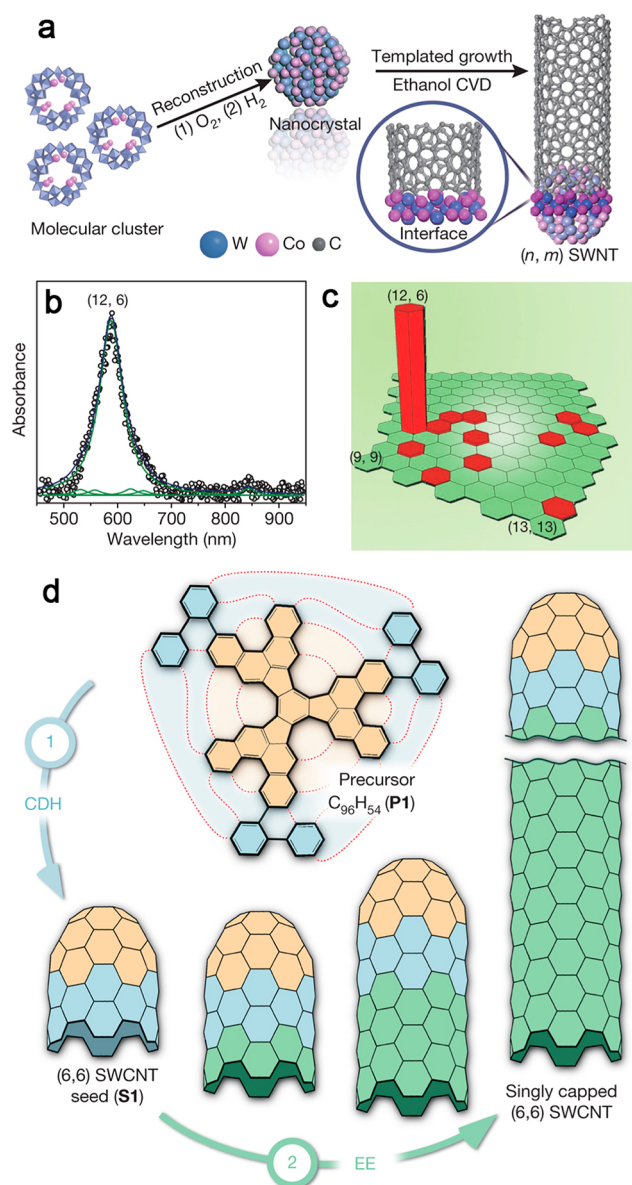 a
Reconstruction
(1) O₂, (2) H₂
Nanocrystal
Templated growth
Ethanol CVD
Interface
Molecular cluster
W Co C
(n, m) SWNT
b
(12, 6)
Absorbance
500 600 700 800 900
Wavelength (nm)
c
(12, 6)
(9, 9)
(13, 13)
d
Precursor
C₉₆H₅₄ (P1)
1
CDH
(6,6) SWCNT
seed (S1)
2
EE
Singly capped
(6,6) SWCNT